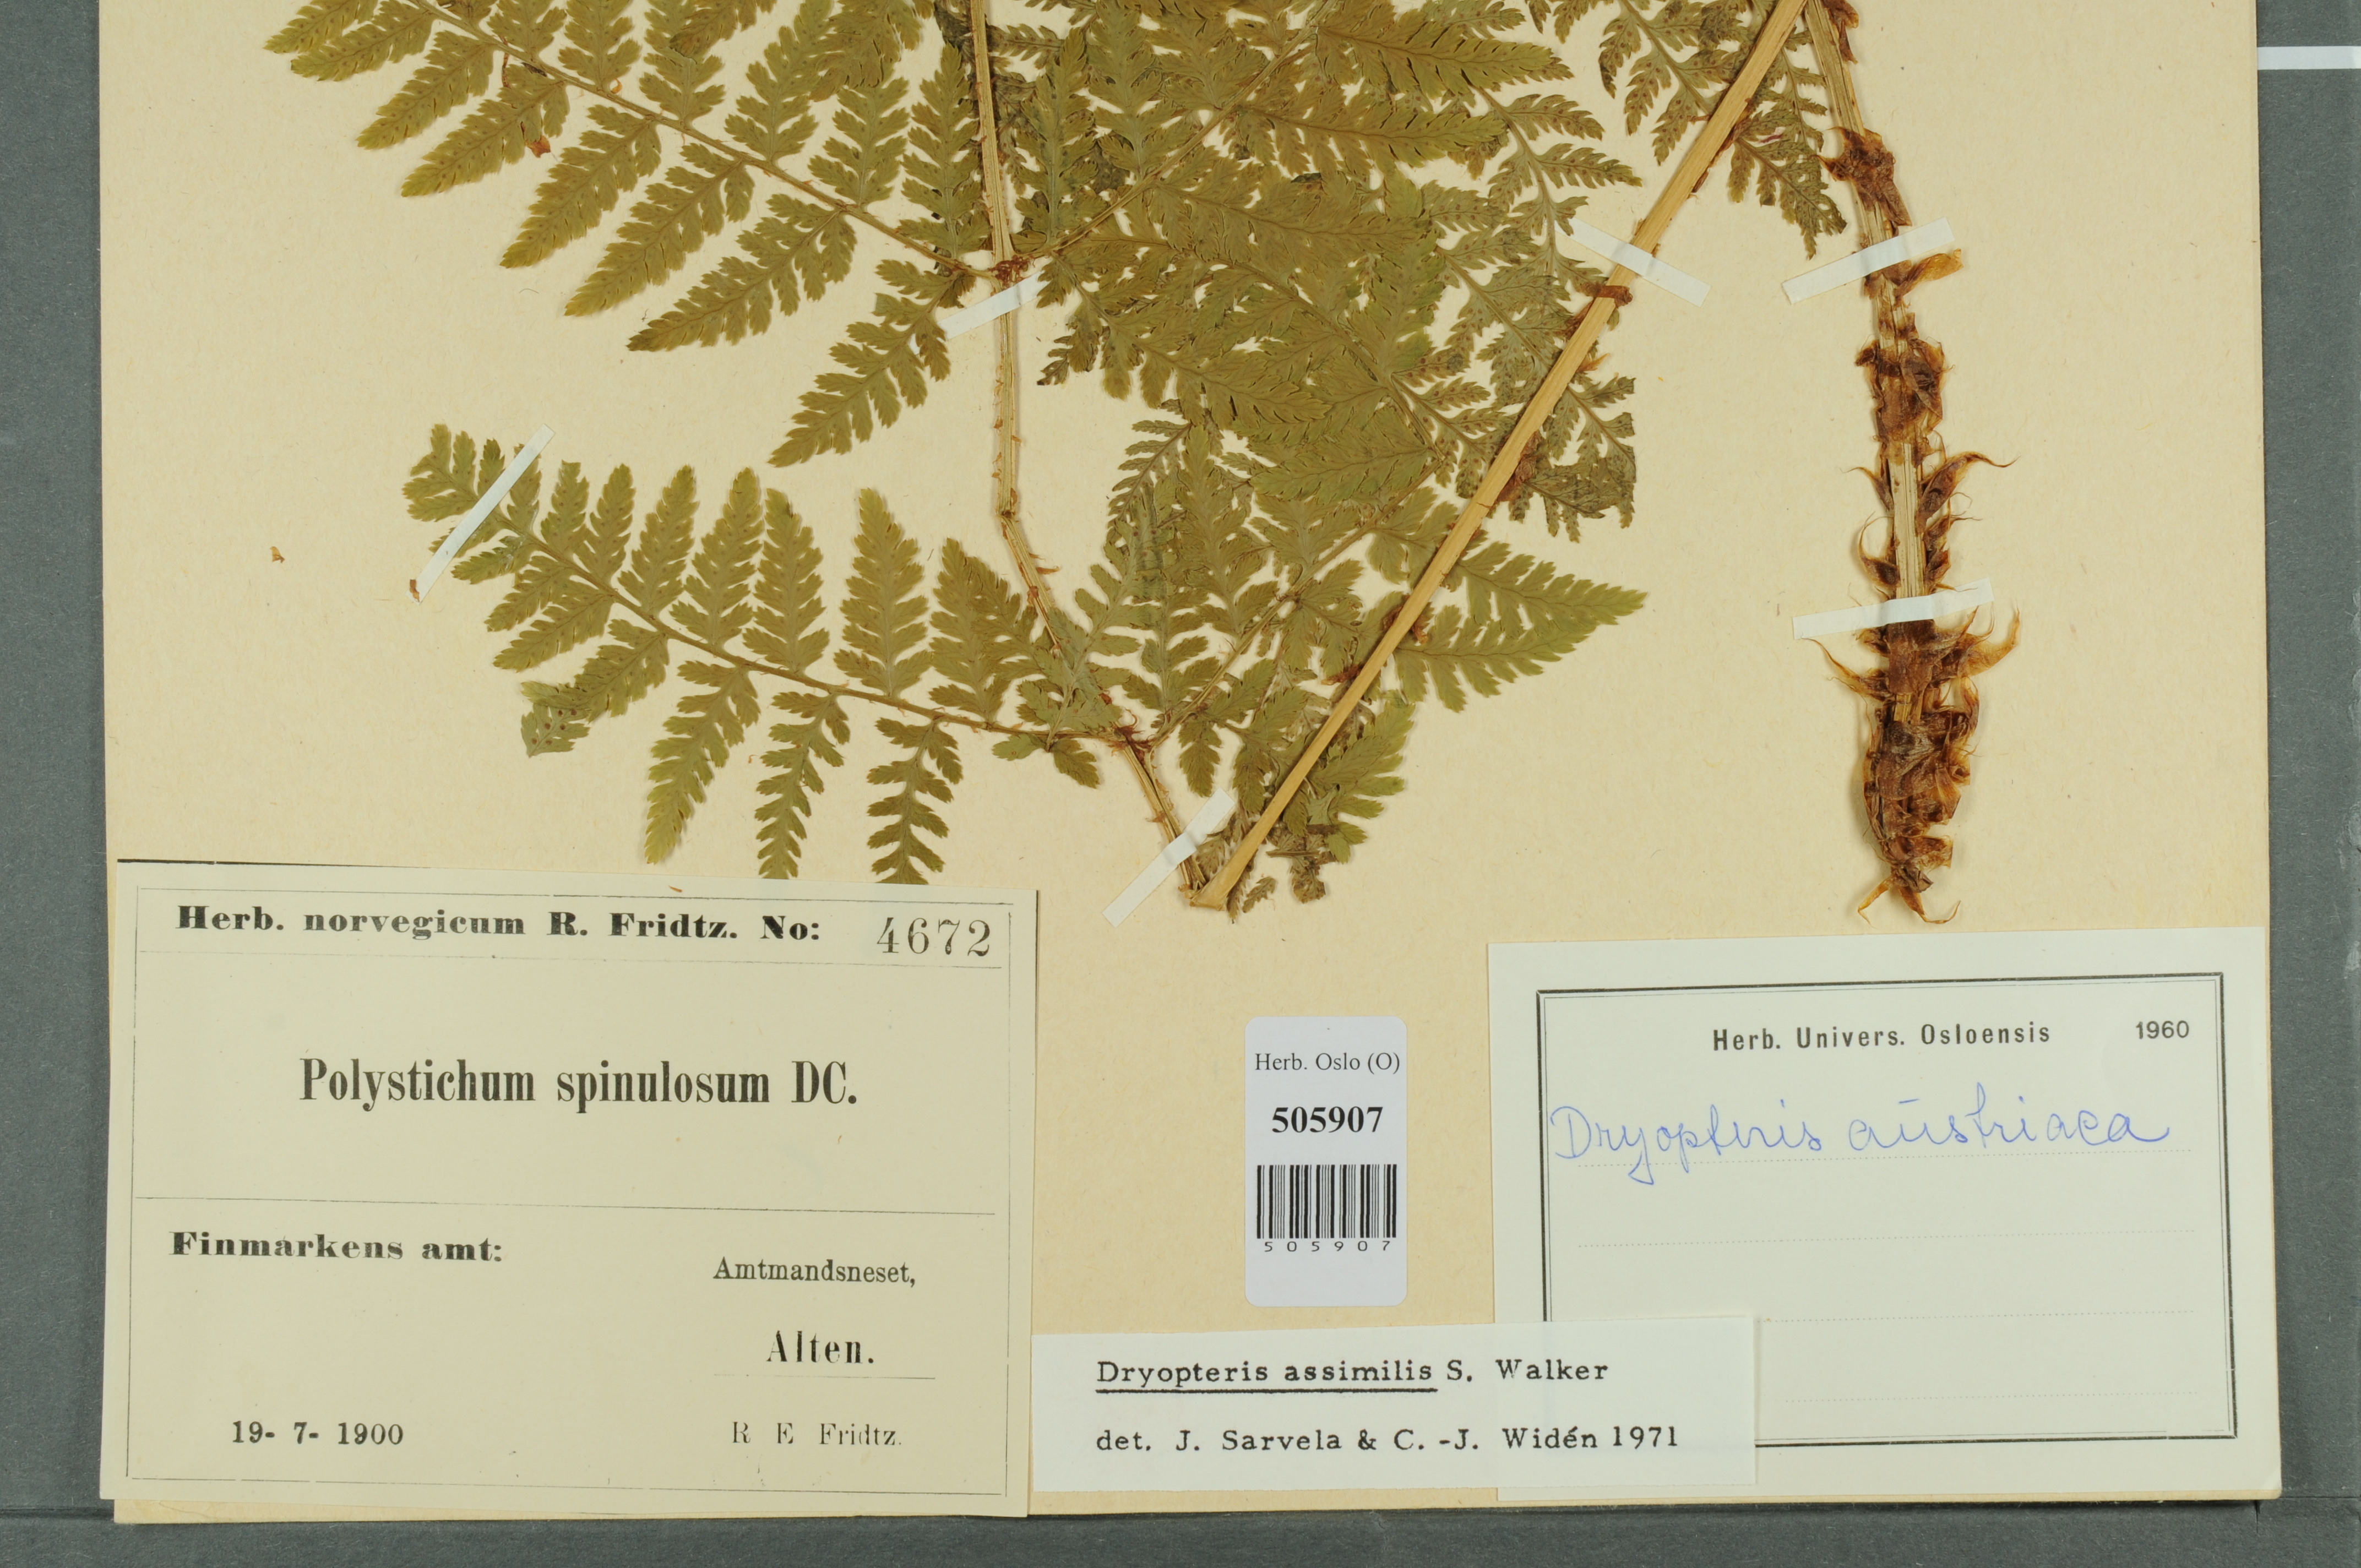 Herb. norvegicum R. Fridtz. No: 4672
Polystichum spinulosum DC.
Finmarkens amt:
Amtmandsneset,
Alten.
19- 7- 1900
R E Fridtz.
Herb. Oslo (O)
505907
505907
Herb. Univers. Osloensis 1960
Dryopteris austriaca
Dryopteris assimilis S. Walker
det. J. Sarvela & C. -J. Widén 1971